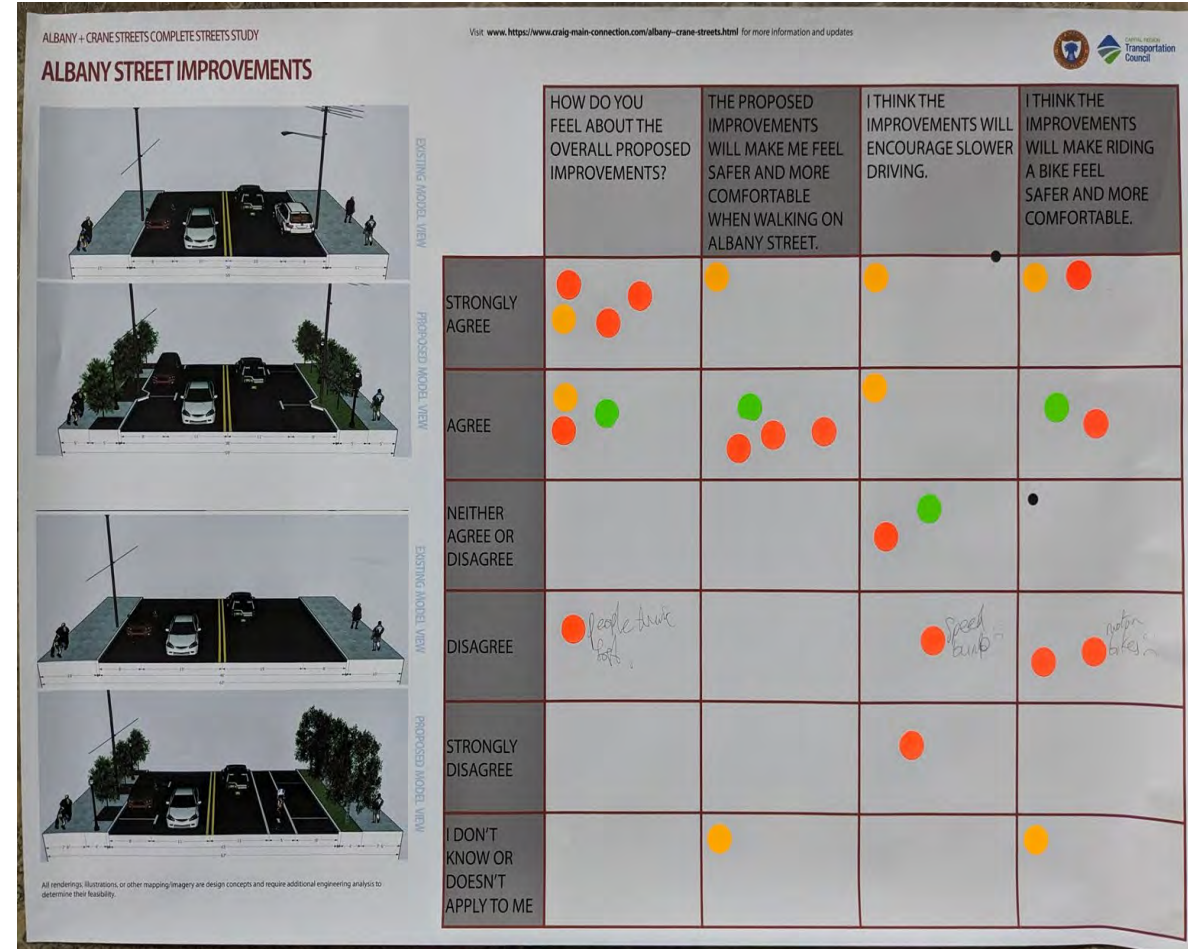 ALBANY + CRANE STREETS COMPLETE STREETS STUDY
Visit www. https://www.craig-main-connection.com/albany--crane-streets.html for more information and updates
ALBANY STREET IMPROVEMENTS
CAPITAL REGION
Transportation
Council
EXISTING MODEL VIEW
PROPOSED MODEL VIEW
EXISTING MODEL VIEW
PROPOSED MODEL VIEW
All renderings, illustrations, or other mapping/imagery are design concepts and require additional engineering analysis to
determine their feasibility.
HOW DO YOU
FEEL ABOUT THE
OVERALL PROPOSED
IMPROVEMENTS?
THE PROPOSED
IMPROVEMENTS
WILL MAKE ME FEEL
SAFER AND MORE
COMFORTABLE
WHEN WALKING ON
ALBANY STREET.
I THINK THE
IMPROVEMENTS WILL
ENCOURAGE SLOWER
DRIVING.
I THINK THE
IMPROVEMENTS
WILL MAKE RIDING
A BIKE FEEL
SAFER AND MORE
COMFORTABLE.
STRONGLY
AGREE
AGREE
NEITHER
AGREE OR
DISAGREE
DISAGREE
people drive
fast.
Speed
bump
motor
bikes
STRONGLY
DISAGREE
I DON'T
KNOW OR
DOESN'T
APPLY TO ME